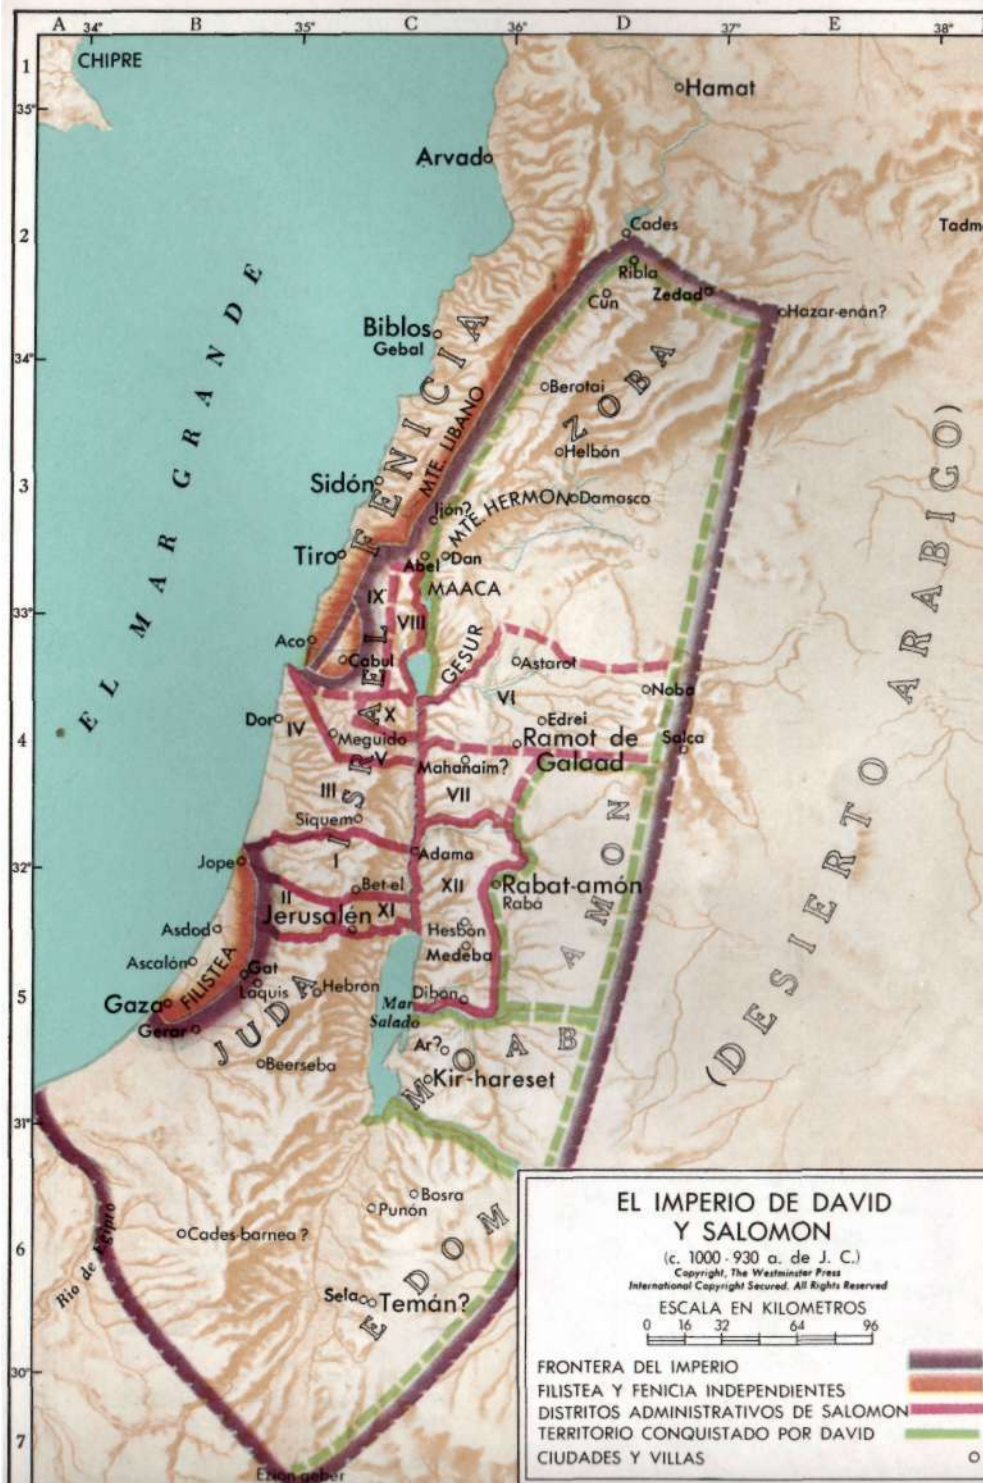 A 34° B 35° C 36° D 37° E 38°
1
CHIPRE
Hamat
35°
Arvado
2
Cades
Tadm
Ribla
Cún
Zedad
Hazar-enán?
Biblos
Gebal
34°
FENICIA
ZOBA
Berotai
MTE. LIBANO
Helbón
EL MAR GRANDE
3
Sidón
Damasco
MTE. HERMON
Ijón?
Tiro
Abel
Dan
MAACA
IX
VIII
33°
GESUR
Aco
Cabul
Astarot
VI
Noba
ISRAEL
X
Dor
IV
Edrei
4
Meguido
Ramot de
Galaad
Salca
V
Mahanaim?
III
VII
Siquem
AMON
Adama
32°
Jope
I
XII
Rabat-amón
Rabá
Bet-el
II
XI
Jerusalén
Hesbón
Asdod
Medeba
Ascalón
FILISTEA
Gat
Laquis
Hebrón
Dibón
5
Gaza
Mar
Salado
Gerar
JUDA
Ar?
MOAB
Beerseba
Kir-hareset
(DESIERTO ARABIGO)
31°
Bosra
Punón
6
Cades-barnea?
Río de Egipto
EDOM
Sela
Temán?
30°
7
Ezión-geber
EL IMPERIO DE DAVID
Y SALOMON
(c. 1000 - 930 a. de J. C.)
Copyright, The Westminster Press
International Copyright Secured. All Rights Reserved
ESCALA EN KILOMETROS
0 16 32 64 96
FRONTERA DEL IMPERIO
FILISTEA Y FENICIA INDEPENDIENTES
DISTRITOS ADMINISTRATIVOS DE SALOMON
TERRITORIO CONQUISTADO POR DAVID
CIUDADES Y VILLAS